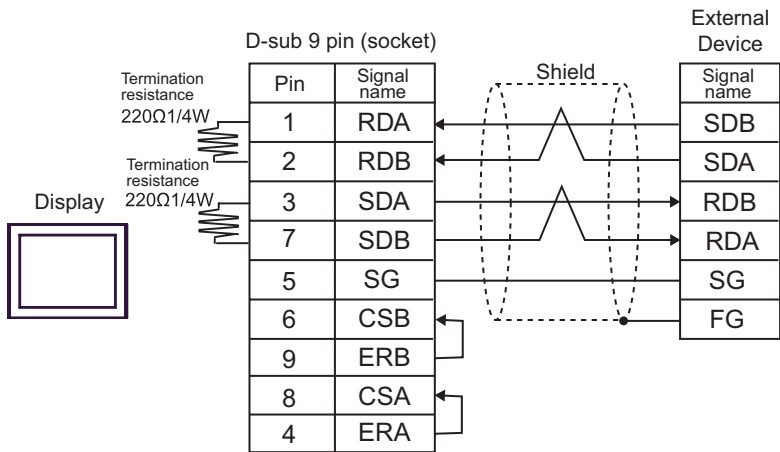 External
Device
D-sub 9 pin (socket)
Termination
resistance
220Ω1/4W
Pin Signal name
Shield
Signal name
1 RDA SDB
2 RDB SDA
Termination
resistance
220Ω1/4W
3 SDA RDB
Display
7 SDB RDA
5 SG SG
6 CSB FG
9 ERB
8 CSA
4 ERA